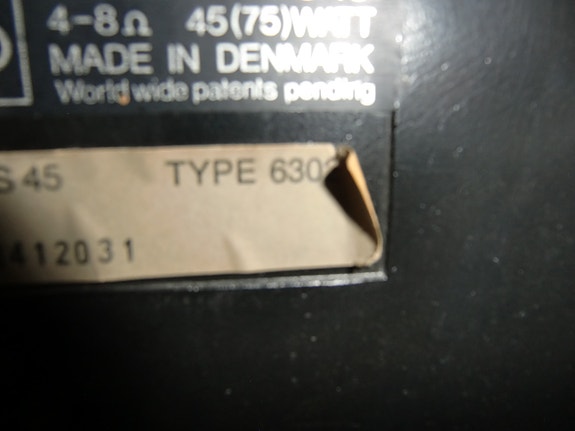 4-8Ω 45(75)WATT
MADE IN DENMARK
World wide patents pending
S 45 TYPE 630
412031